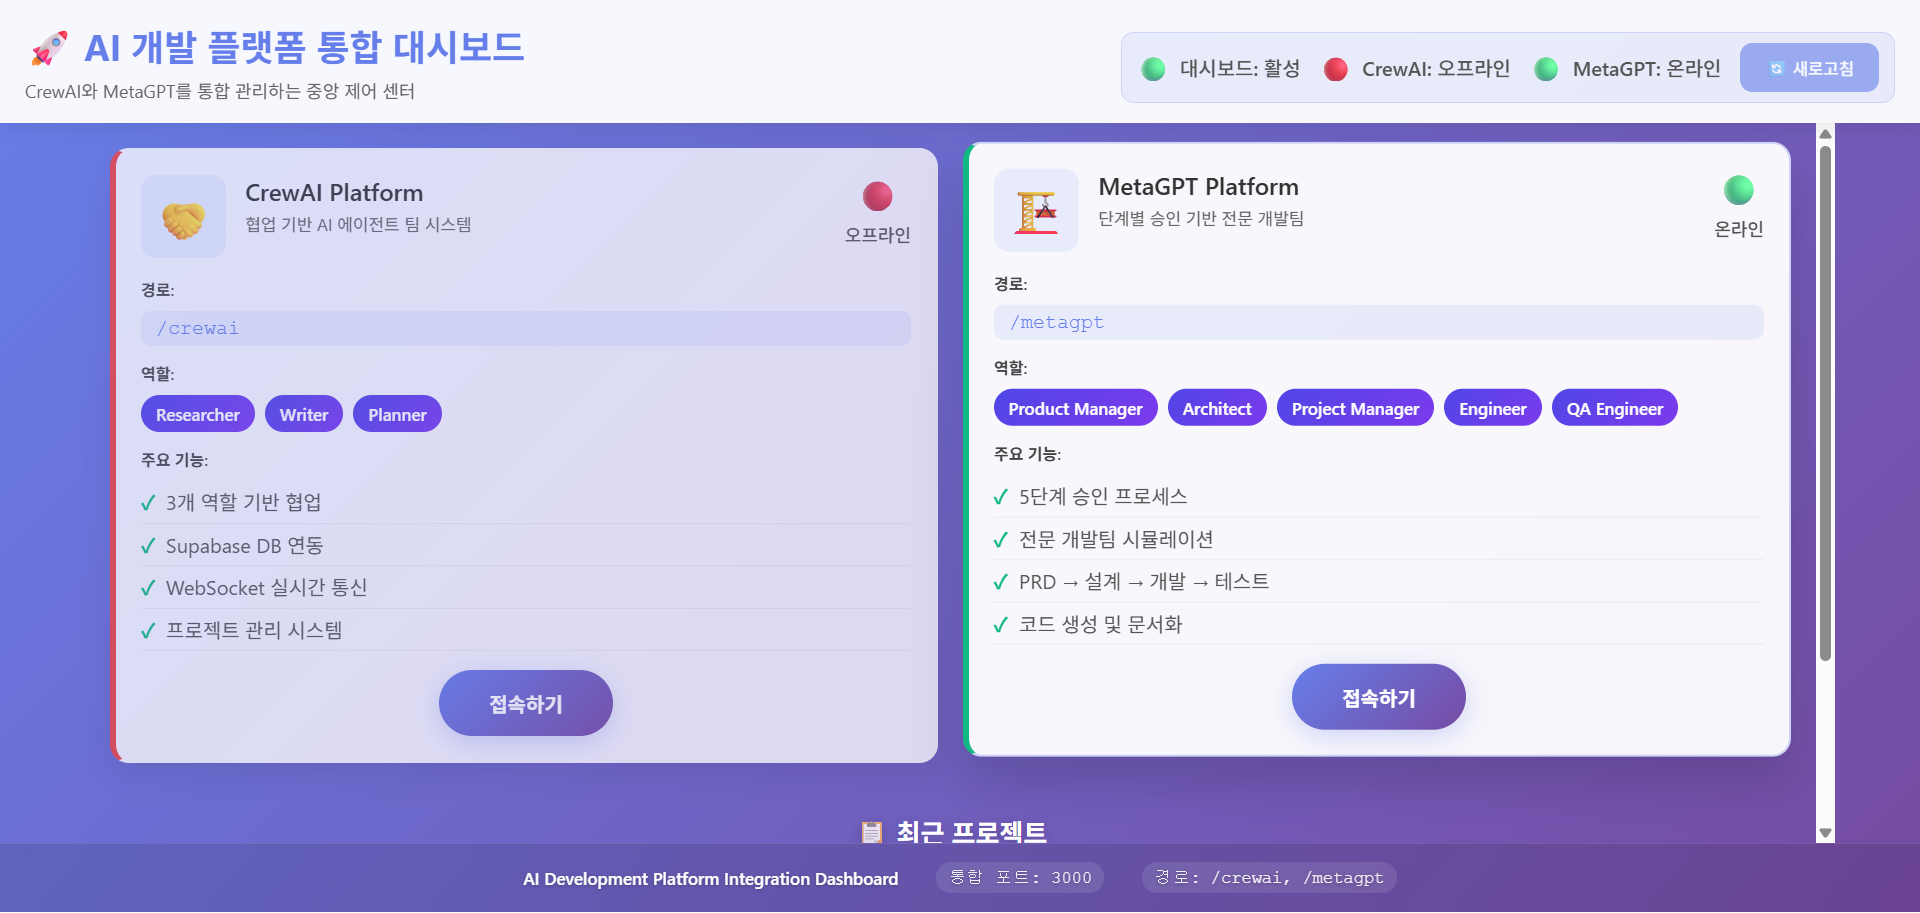 🚀 AI 개발 플랫폼 통합 대시보드
CrewAI와 MetaGPT를 통합 관리하는 중앙 제어 센터
대시보드: 활성
CrewAI: 오프라인
MetaGPT: 온라인
🔄 새로고침
CrewAI Platform
협업 기반 AI 에이전트 팀 시스템
오프라인
경로:
/crewai
역할:
Researcher
Writer
Planner
주요 기능:
✓ 3개 역할 기반 협업
✓ Supabase DB 연동
✓ WebSocket 실시간 통신
✓ 프로젝트 관리 시스템
접속하기
MetaGPT Platform
단계별 승인 기반 전문 개발팀
온라인
경로:
/metagpt
역할:
Product Manager
Architect
Project Manager
Engineer
QA Engineer
주요 기능:
✓ 5단계 승인 프로세스
✓ 전문 개발팀 시뮬레이션
✓ PRD → 설계 → 개발 → 테스트
✓ 코드 생성 및 문서화
접속하기
📋 최근 프로젝트
AI Development Platform Integration Dashboard
통합 포트: 3000
경로: /crewai, /metagpt